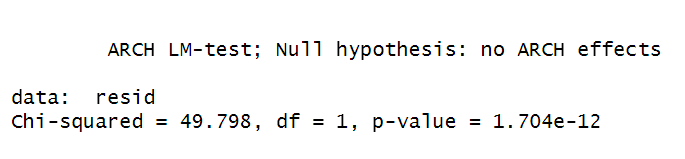 ARCH LM-test; Null hypothesis: no ARCH effects
data:  resid
Chi-squared = 49.798, df = 1, p-value = 1.704e-12